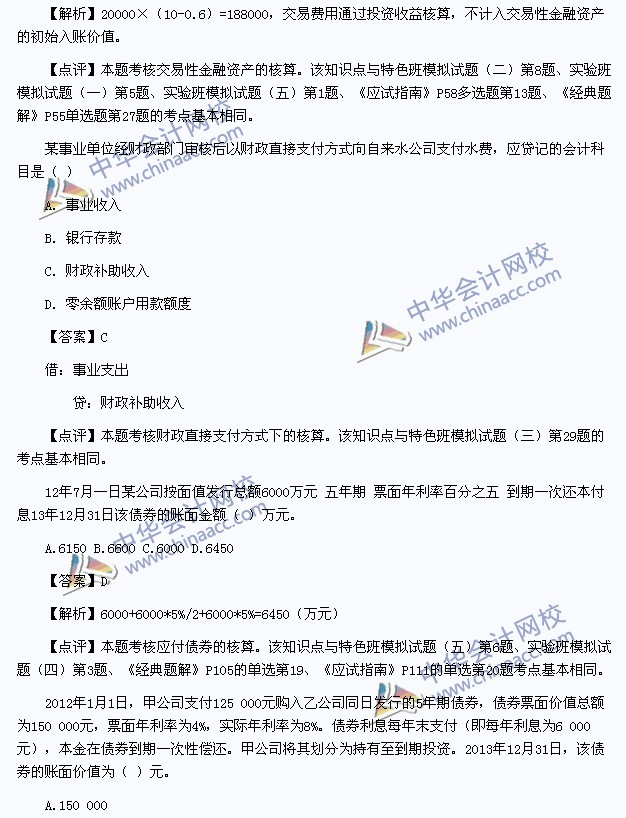 【解析】20000×（10-0.6）=188000，交易费用通过投资收益核算，不计入交易性金融资产
的初始入账价值。
【点评】本题考核交易性金融资产的核算。该知识点与特色班模拟试题（二）第8题、实验班
模拟试题（一）第5题、实验班模拟试题（五）第1题、《应试指南》P58多选题第13题、《经典题
解》P55单选题第27题的考点基本相同。
某事业单位经财政部门审核后以财政直接支付方式向自来水公司支付水费，应贷记的会计科
目是（ ）
A. 事业收入
B. 银行存款
C. 财政补助收入
D. 零余额账户用款额度
【答案】C
借：事业支出
贷：财政补助收入
【点评】本题考核财政直接支付方式下的核算。该知识点与特色班模拟试题（三）第29题的
考点基本相同。
12年7月一日某公司按面值发行总额6000万元 五年期 票面年利率百分之五 到期一次还本付
息13年12月31日该债券的账面金额（ ）万元。
A.6150 B.6600 C.6000 D.6450
【答案】D
【解析】6000+6000*5%/2+6000*5%=6450（万元）
【点评】本题考核应付债券的核算。该知识点与特色班模拟试题（五）第6题、实验班模拟试
题（四）第3题、《经典题解》P105的单选第19、《应试指南》P111的单选第20题考点基本相同。
2012年1月1日，甲公司支付125 000元购入乙公司同日发行的5年期债券，债券票面价值总额
为150 000元，票面年利率为4%，实际年利率为8%。债券利息每年末支付（即每年利息为6 000
元），本金在债券到期一次性偿还。甲公司将其划分为持有至到期投资。2013年12月31日，该债
券的账面价值为（ ）元。
A.150 000
中华会计网校
www.chinaacc.com
中华会计网校
www.chinaacc.com
中华会计网校
www.chinaacc.com
中华会计网校
www.chinaacc.com